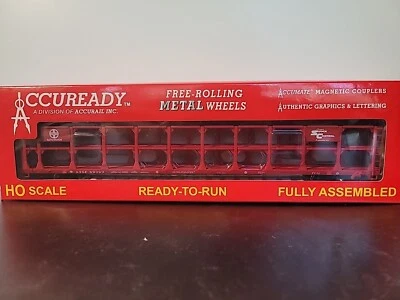 ACCUREADY™
A DIVISION OF ACCURAIL INC.
FREE-ROLLING
METAL WHEELS
ACCUMATE® MAGNETIC COUPLERS
AUTHENTIC GRAPHICS & LETTERING
HO SCALE
READY-TO-RUN
FULLY ASSEMBLED